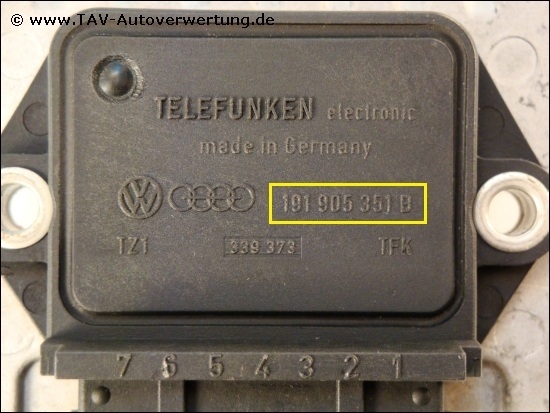 © www.TAV-Autoverwertung.de
TELEFUNKEN electronic
made in Germany
VW 191 905 351 B
TZ1 339 373 TFK
7 6 5 4 3 2 1